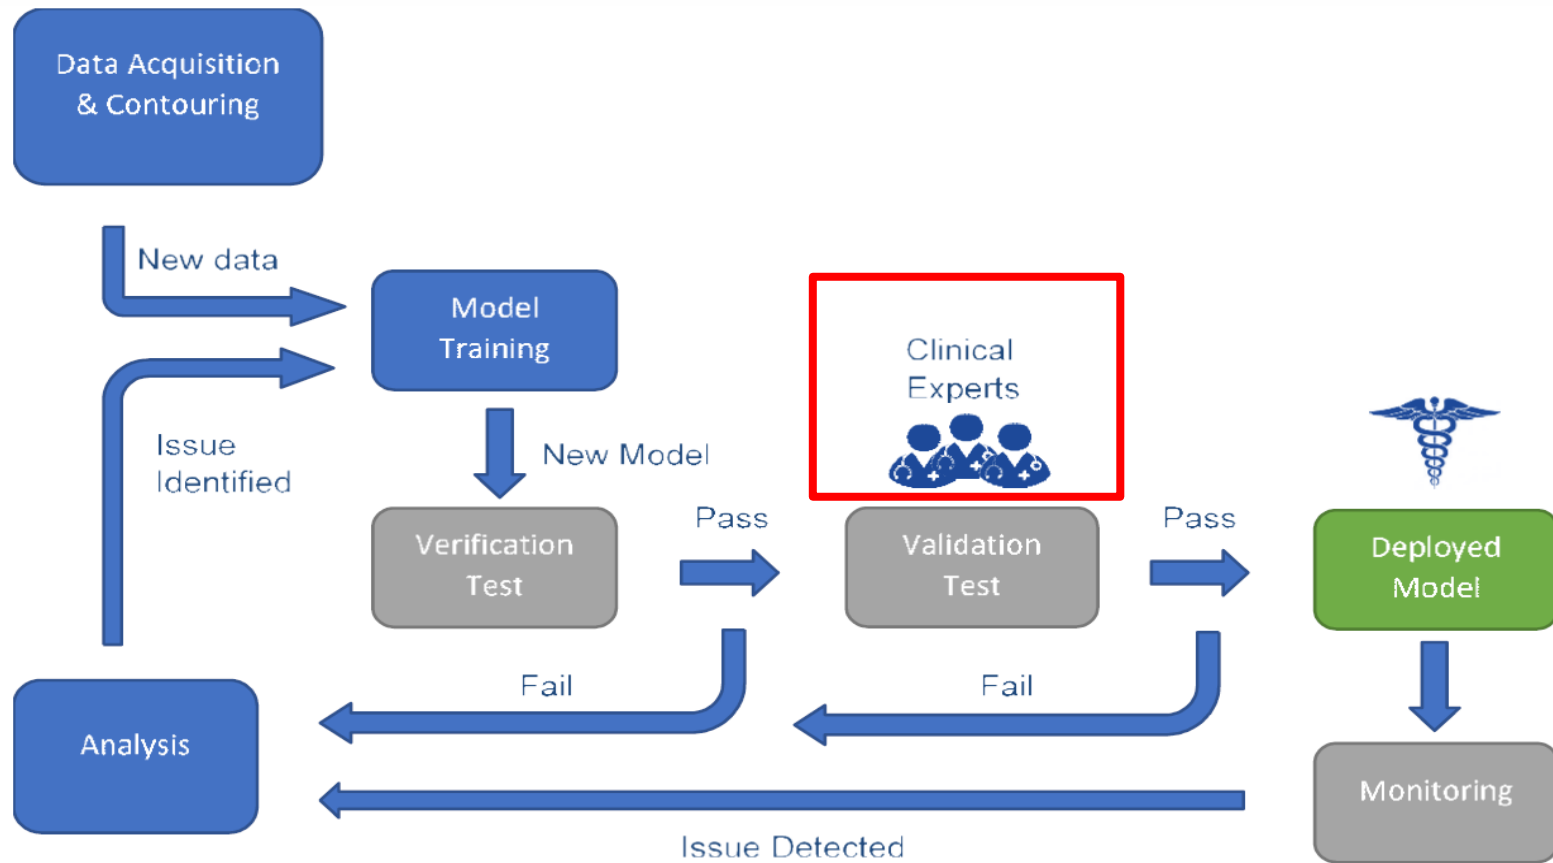 Data Acquisition
& Contouring
New data
Model
Training
Clinical
Experts
Issue
Identified
New Model
Pass
Pass
Verification
Test
Validation
Test
Deployed
Model
Fail
Fail
Analysis
Monitoring
Issue Detected